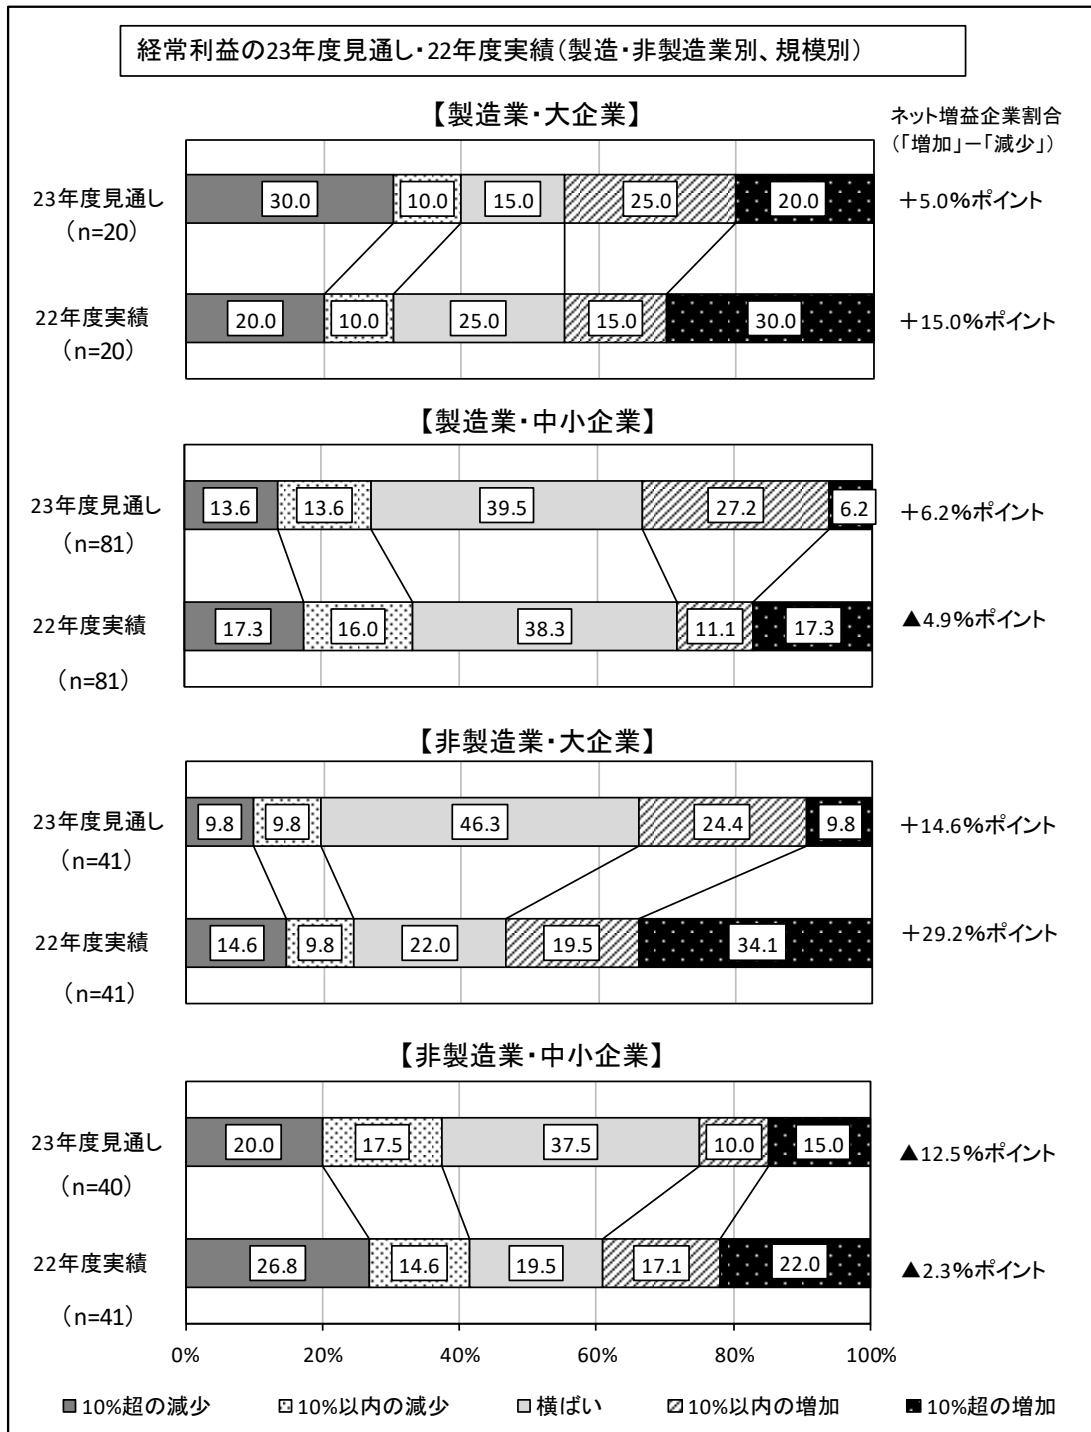 経常利益の23年度見通し・22年度実績（製造・非製造業別、規模別）
【製造業・大企業】
ネット増益企業割合
（「増加」－「減少」）
23年度見通し
（n=20）
30.0 10.0 15.0 25.0 20.0
＋5.0％ポイント
22年度実績
（n=20）
20.0 10.0 25.0 15.0 30.0
＋15.0％ポイント
【製造業・中小企業】
23年度見通し
（n=81）
13.6 13.6 39.5 27.2 6.2
＋6.2％ポイント
22年度実績
（n=81）
17.3 16.0 38.3 11.1 17.3
▲4.9％ポイント
【非製造業・大企業】
23年度見通し
（n=41）
9.8 9.8 46.3 24.4 9.8
＋14.6％ポイント
22年度実績
（n=41）
14.6 9.8 22.0 19.5 34.1
＋29.2％ポイント
【非製造業・中小企業】
23年度見通し
（n=40）
20.0 17.5 37.5 10.0 15.0
▲12.5％ポイント
22年度実績
（n=41）
26.8 14.6 19.5 17.1 22.0
▲2.3％ポイント
0% 20% 40% 60% 80% 100%
10%超の減少 10%以内の減少 横ばい 10%以内の増加 10%超の増加